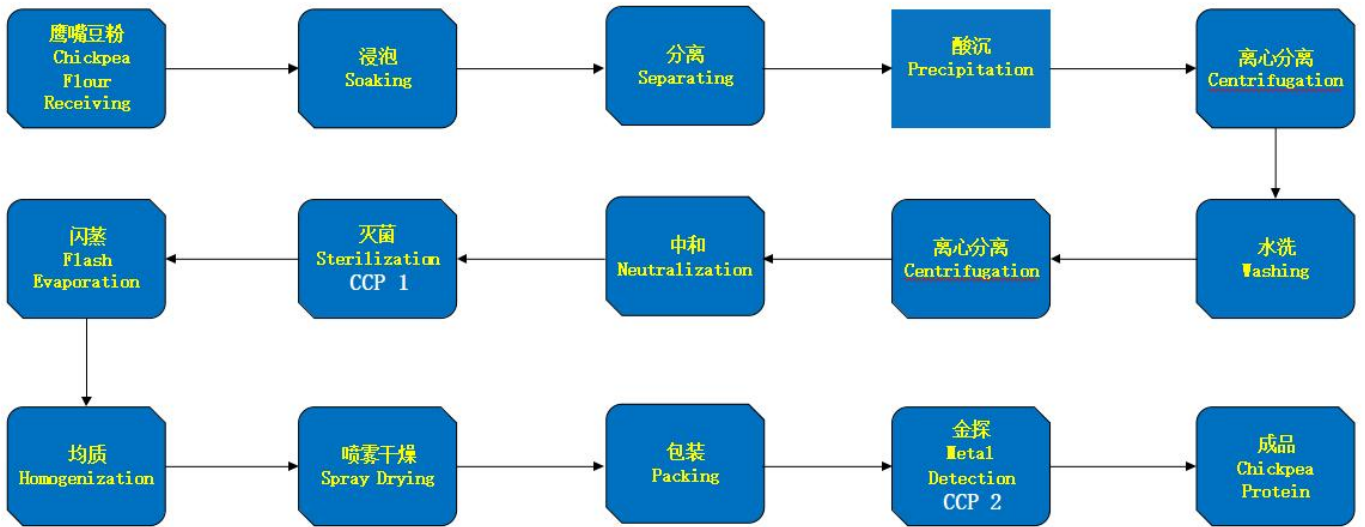 鹰嘴豆粉
Chickpea
Flour
Receiving
浸泡
Soaking
分离
Separating
酸沉
Precipitation
离心分离
Centrifugation
水洗
Washing
离心分离
Centrifugation
中和
Neutralization
灭菌
Sterilization
CCP 1
闪蒸
Flash
Evaporation
均质
Homogenization
喷雾干燥
Spray Drying
包装
Packing
金探
Metal
Detection
CCP 2
成品
Chickpea
Protein